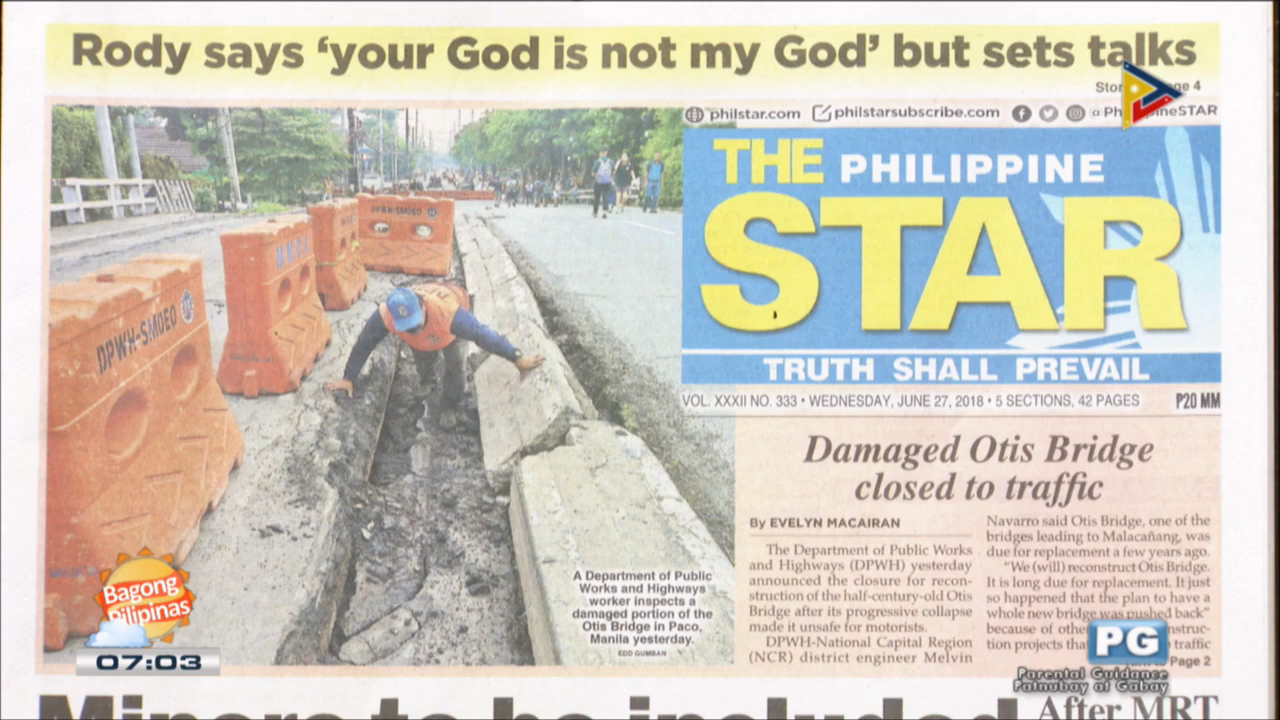 Rody says ‘your God is not my God’ but sets talks
philstar.com philstarsubscribe.com
THE PHILIPPINE
STAR
TRUTH SHALL PREVAIL
VOL. XXXII NO. 333 • WEDNESDAY, JUNE 27, 2018 • 5 SECTIONS, 42 PAGES P20 MM
DPWH-SMDEO
MMDA
DPWH-SMDEO
A Department of Public
Works and Highways
worker inspects a
damaged portion of the
Otis Bridge in Paco,
Manila yesterday.
EDD GUMBAN
Damaged Otis Bridge
closed to traffic
By EVELYN MACAIRAN
The Department of Public Works
and Highways (DPWH) yesterday
announced the closure for recon-
struction of the half-century-old Otis
Bridge after its progressive collapse
made it unsafe for motorists.
DPWH-National Capital Region
(NCR) district engineer Melvin
Navarro said Otis Bridge, one of the
bridges leading to Malacañang, was
due for replacement a few years ago.
“We (will) reconstruct Otis Bridge.
It is long due for replacement. It just
so happened that the plan to have a
whole new bridge was pushed back”
because of other
tion projects traffic
Page 2
Bagong
Pilipinas
07:03
PG
Parental Guidance
Patnubay at Gabay
After MRT